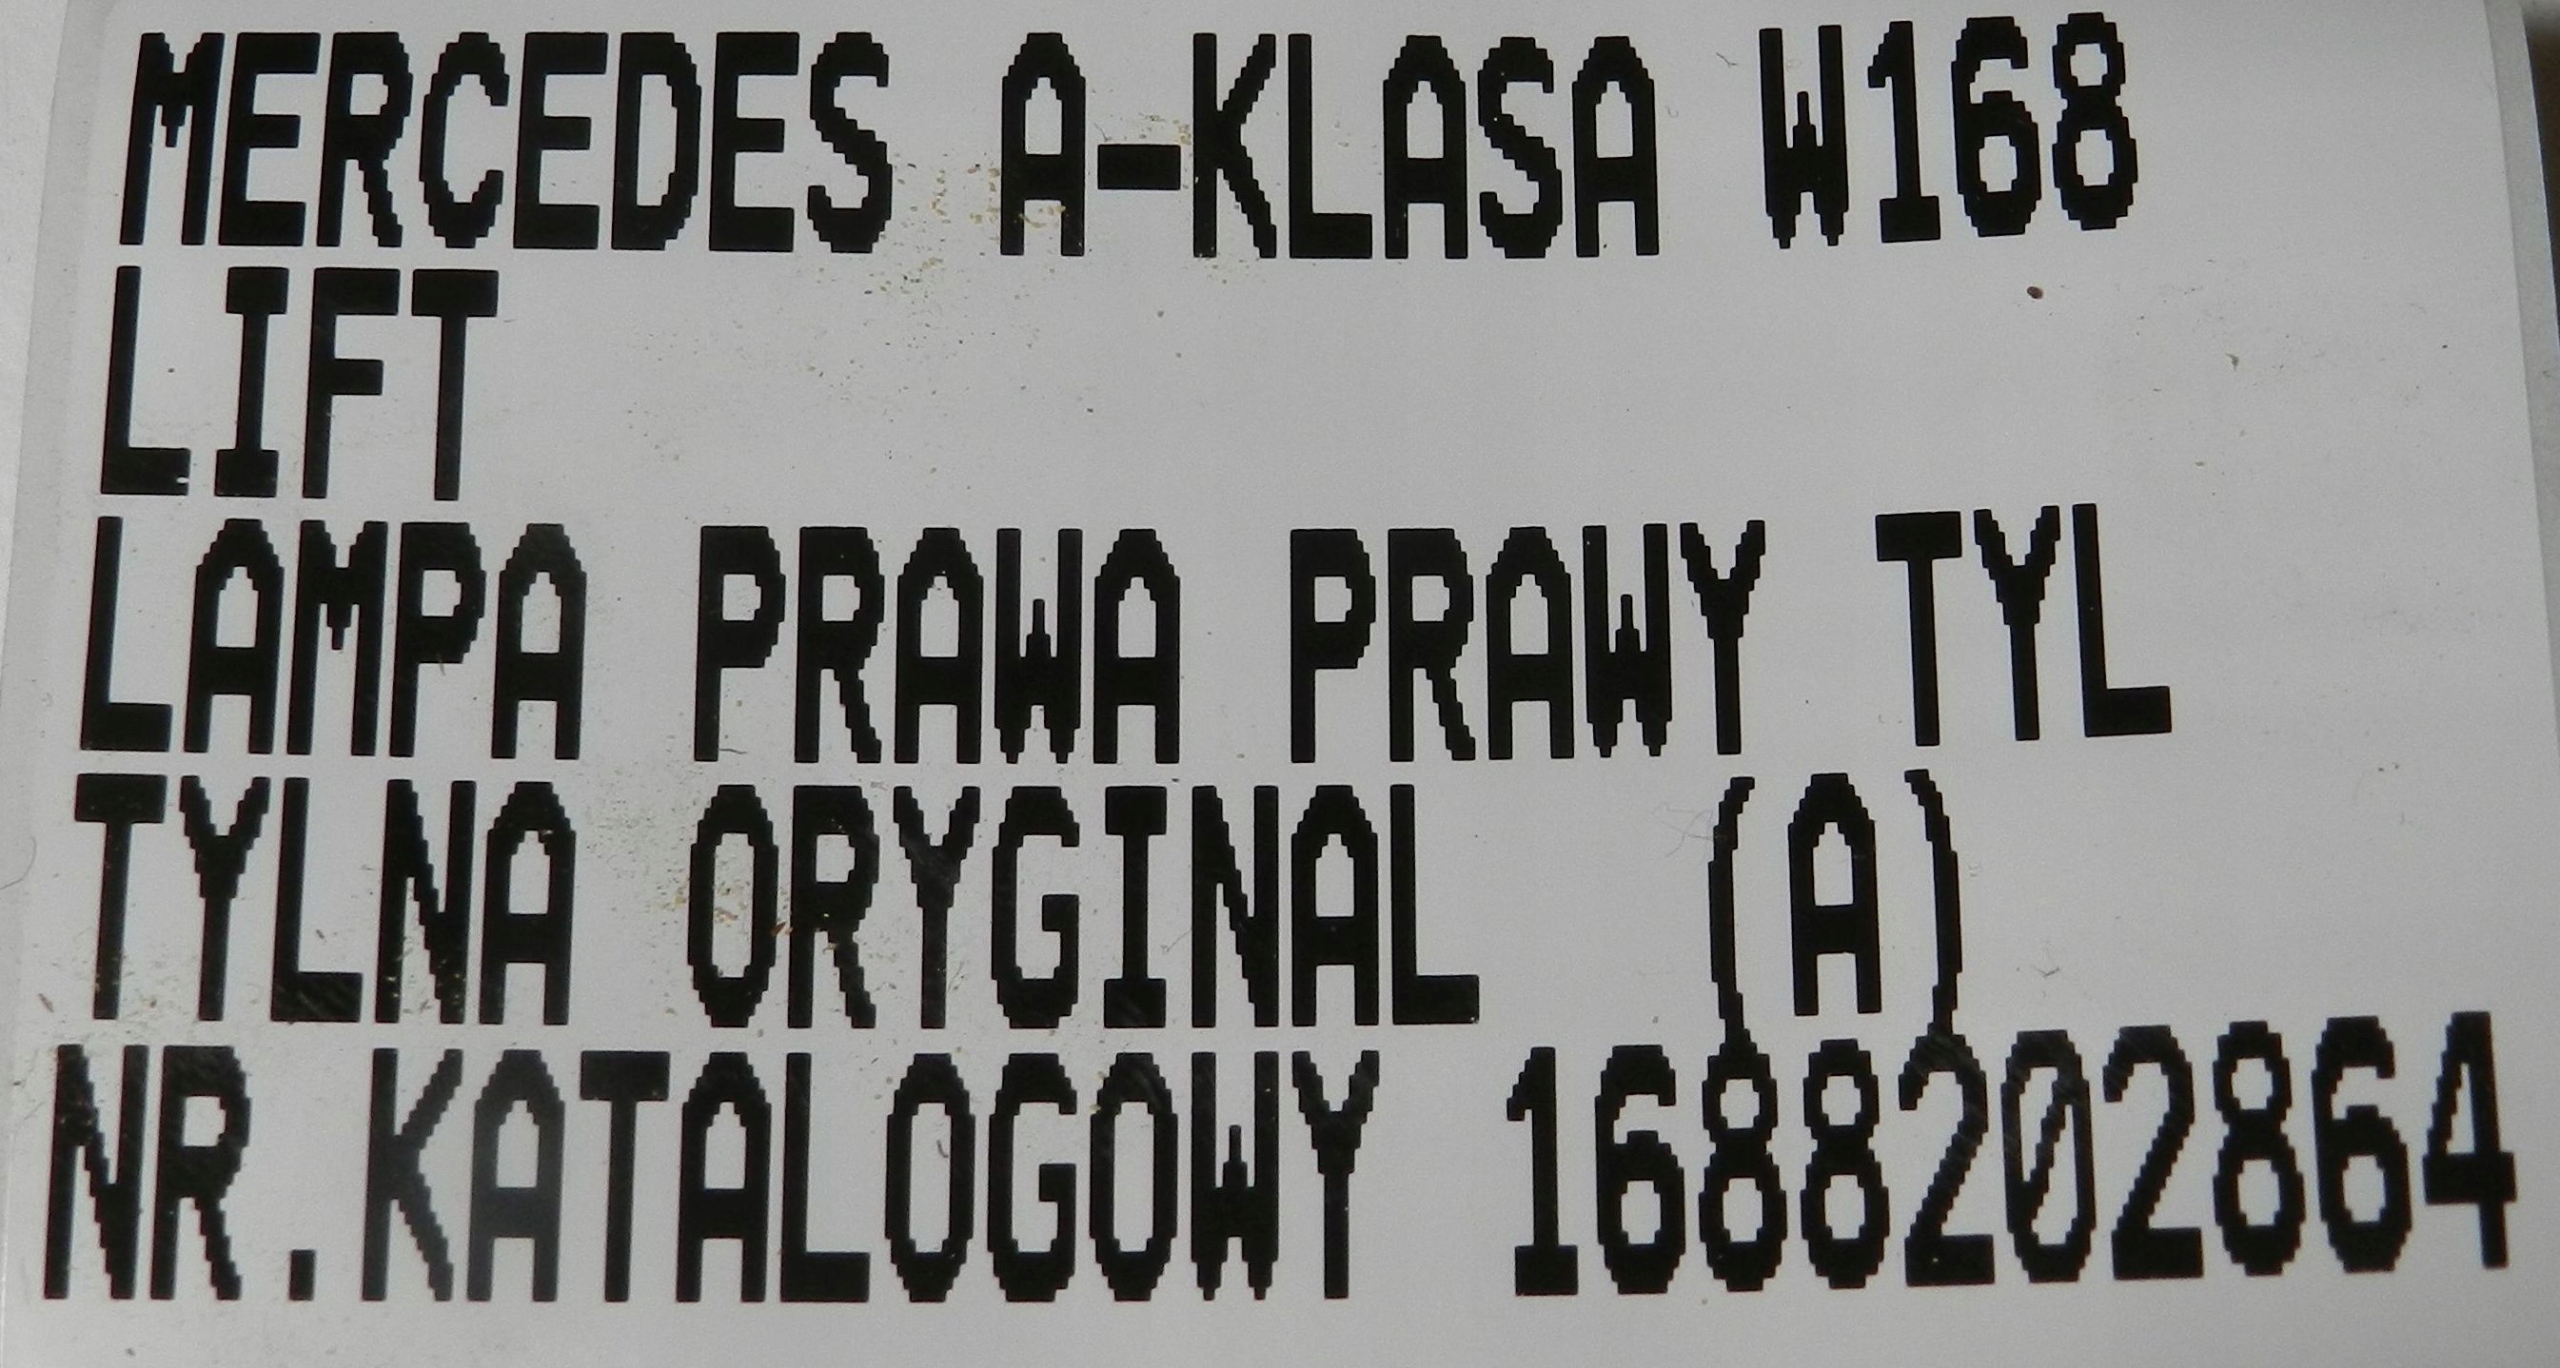 MERCEDES A-KLASA W168
LIFT
LAMPA PRAWA PRAWY TYL
TYLNA ORYGINAL (A)
NR.KATALOGOWY 1688202864